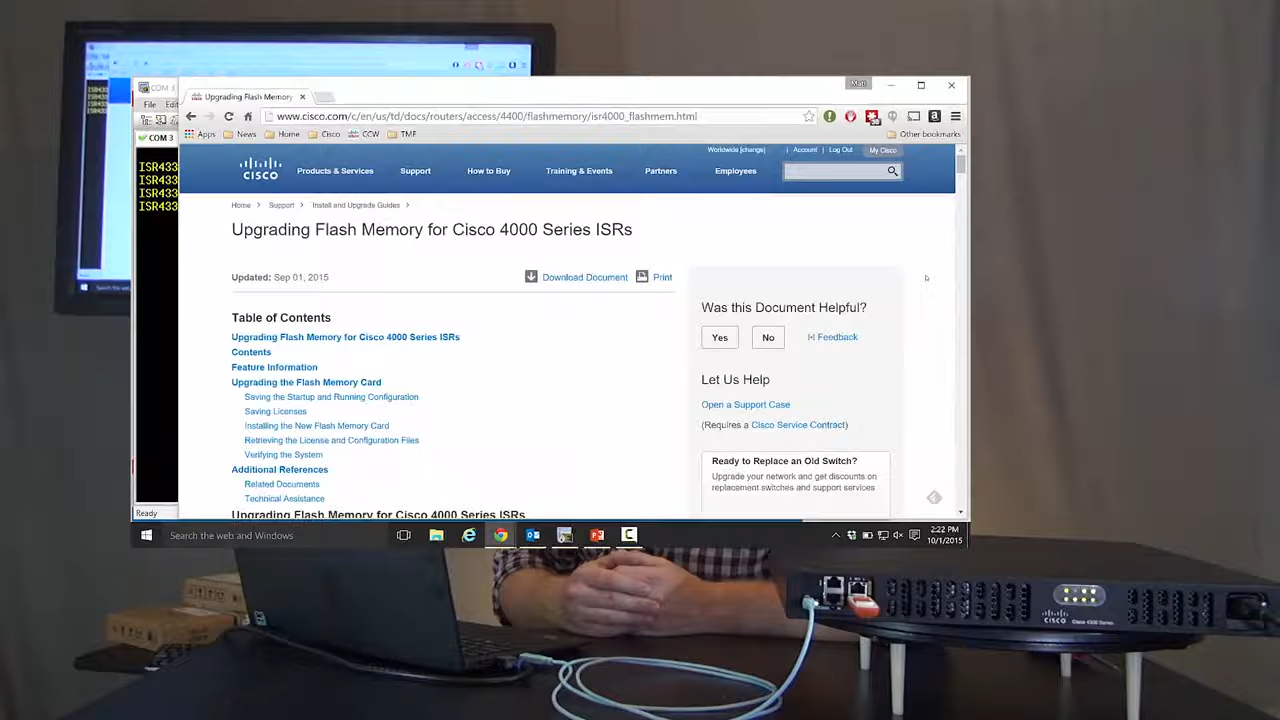 COM 3
Upgrading Flash Memory
Matt
File Edit
www.cisco.com/c/en/us/td/docs/routers/access/4400/flashmemory/isr4000_flashmem.html
Apps News Home Cisco CCW TMF Other bookmarks
COM 3
Worldwide [change] | Account | Log Out My Cisco
CISCO
Products & Services Support How to Buy Training & Events Partners Employees
ISR433
ISR433
ISR433
ISR433
Home > Support > Install and Upgrade Guides >
Upgrading Flash Memory for Cisco 4000 Series ISRs
Updated: Sep 01, 2015 Download Document Print
Table of Contents
Upgrading Flash Memory for Cisco 4000 Series ISRs
Contents
Feature Information
Upgrading the Flash Memory Card
Saving the Startup and Running Configuration
Saving Licenses
Installing the New Flash Memory Card
Retrieving the License and Configuration Files
Verifying the System
Additional References
Related Documents
Technical Assistance
Upgrading Flash Memory for Cisco 4000 Series ISRs
Was this Document Helpful?
Yes No [+] Feedback
Let Us Help
Open a Support Case
(Requires a Cisco Service Contract)
Ready to Replace an Old Switch?
Upgrade your network and get discounts on
replacement switches and support services
Ready
Search the web and Windows
2:22 PM
10/1/2015
CISCO Cisco 4300 Series